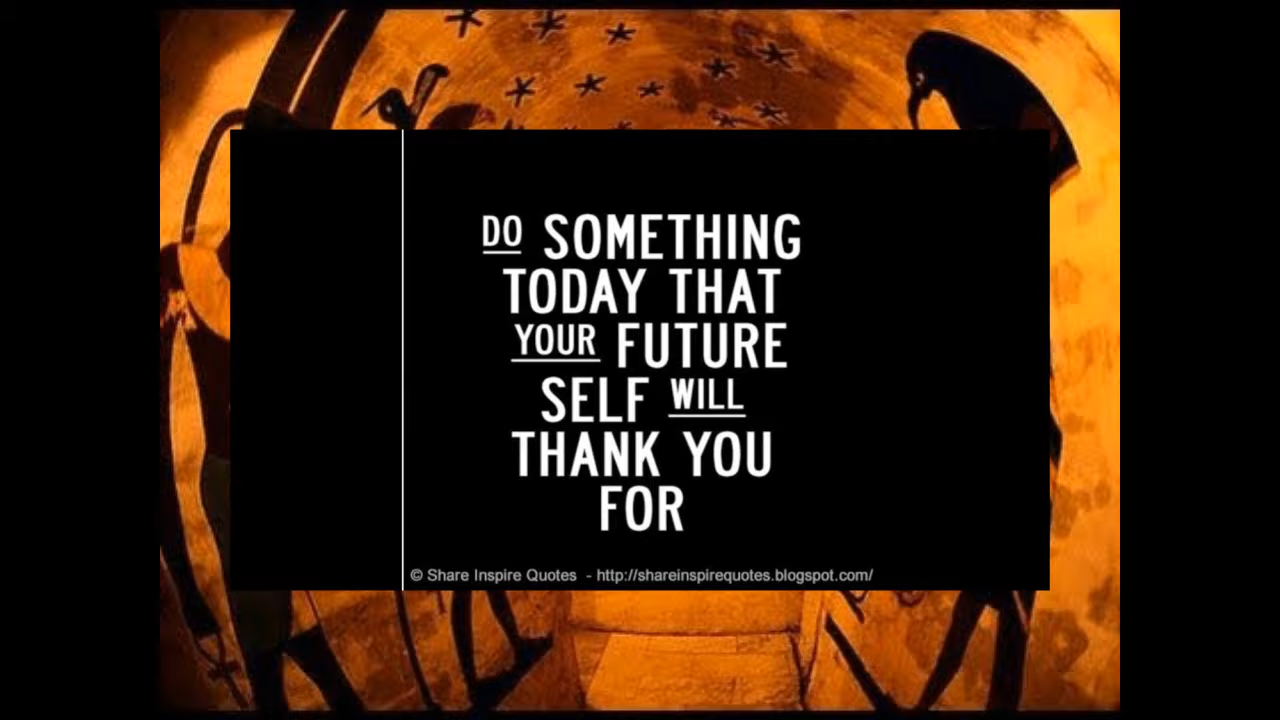 DO SOMETHING
TODAY THAT
YOUR FUTURE
SELF WILL
THANK YOU
FOR
© Share Inspire Quotes - http://shareinspirequotes.blogspot.com/